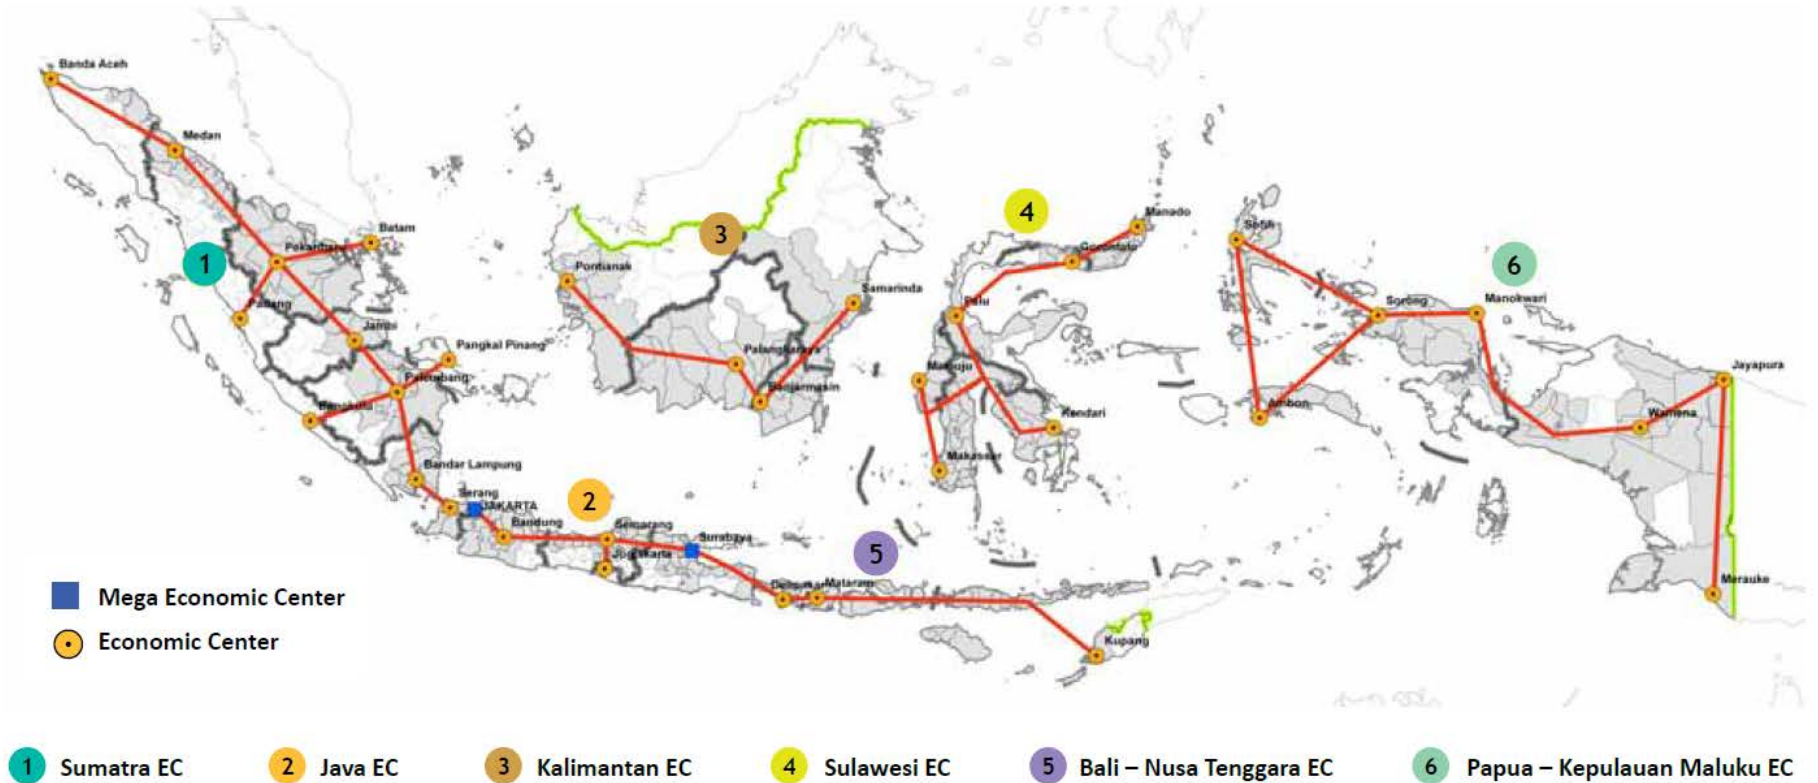 Banda Aceh
Medan
Batam
Pekanbaru
1
Padang
Jambi
Pangkal Pinang
Palembang
Bengkulu
Bandar Lampung
Serang
JAKARTA
Bandung
2
Semarang
Jogjakarta
Surabaya
3
Pontianak
Samarinda
Palangkaraya
Banjarmasin
4
Manado
Gorontalo
Palu
Mamuju
Kendari
Makassar
5
Denpasar
Mataram
Kupang
6
Sofifi
Sorong
Manokwari
Ambon
Jayapura
Wamena
Merauke
Mega Economic Center
Economic Center
1 Sumatra EC 2 Java EC 3 Kalimantan EC 4 Sulawesi EC 5 Bali – Nusa Tenggara EC 6 Papua – Kepulauan Maluku EC